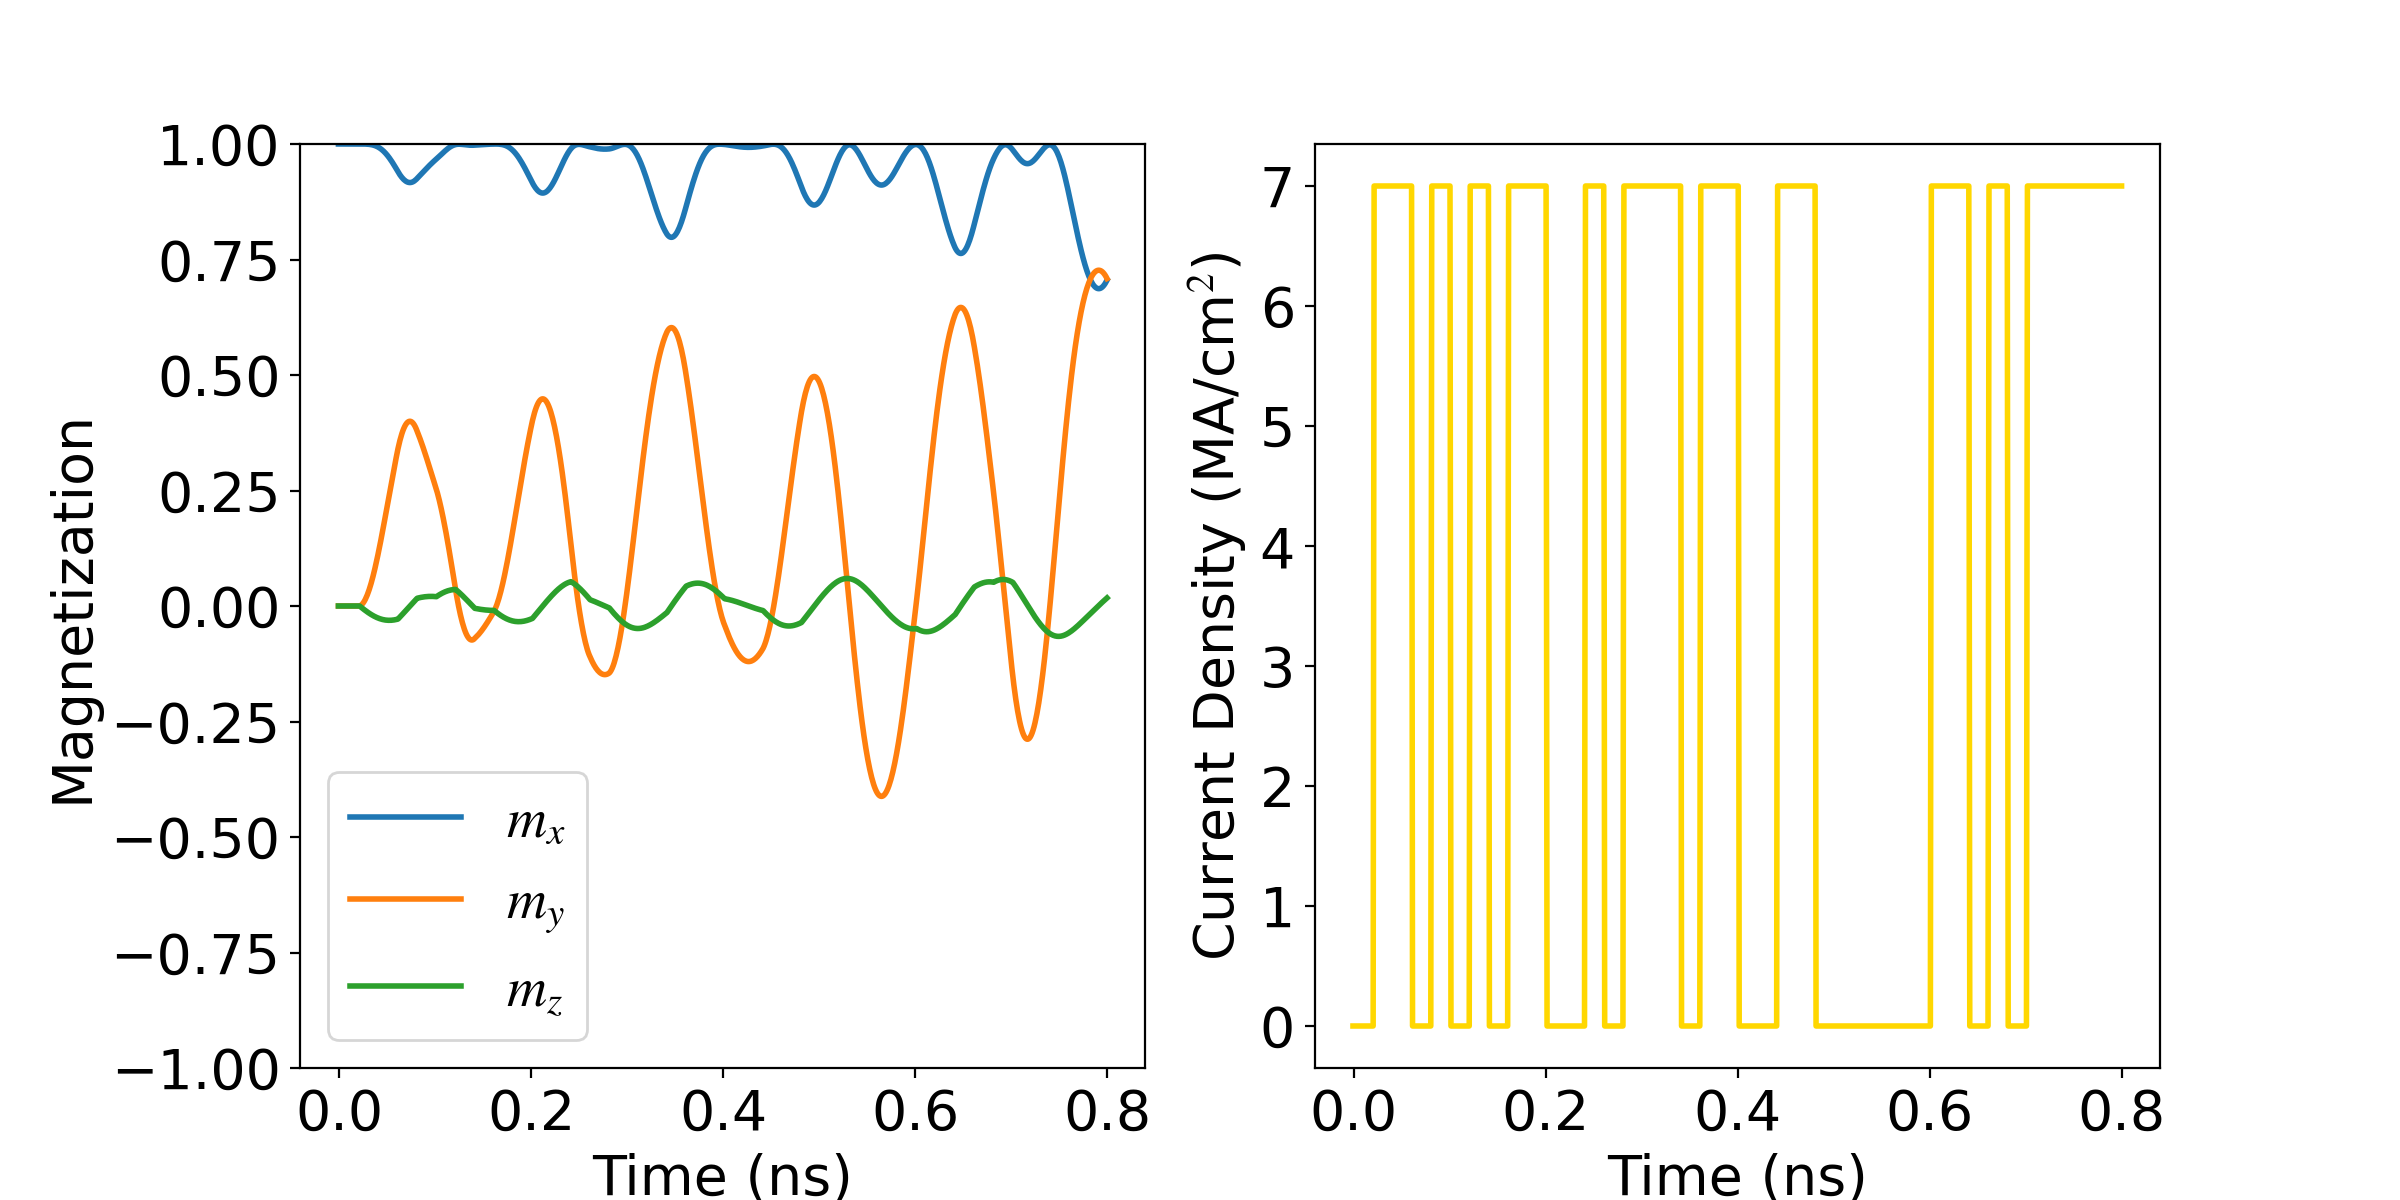 Magnetization
1.00
0.75
0.50
0.25
0.00
−0.25
−0.50
−0.75
−1.00
m_x
m_y
m_z
0.0 0.2 0.4 0.6 0.8
Time (ns)
Current Density (MA/cm²)
7
6
5
4
3
2
1
0
0.0 0.2 0.4 0.6 0.8
Time (ns)